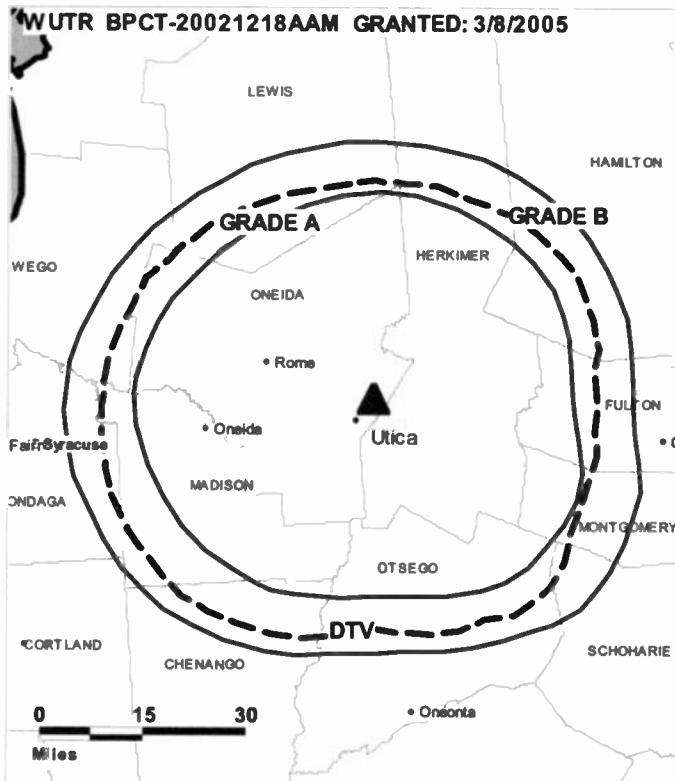 WUTR BPCT-20021218AAM GRANTED: 3/8/2005
LEWIS
HAMILTON
GRADE A
GRADE B
HERKIMER
WEGO
ONEIDA
Rome
FULTON
Oneida
Utica
Syracuse
MADISON
ONDAGA
MONTGOMERY
OTSEGO
DTV
CORTLAND
CHENANGO
SCHOHARIE
0 15 30
Oneonta
Miles